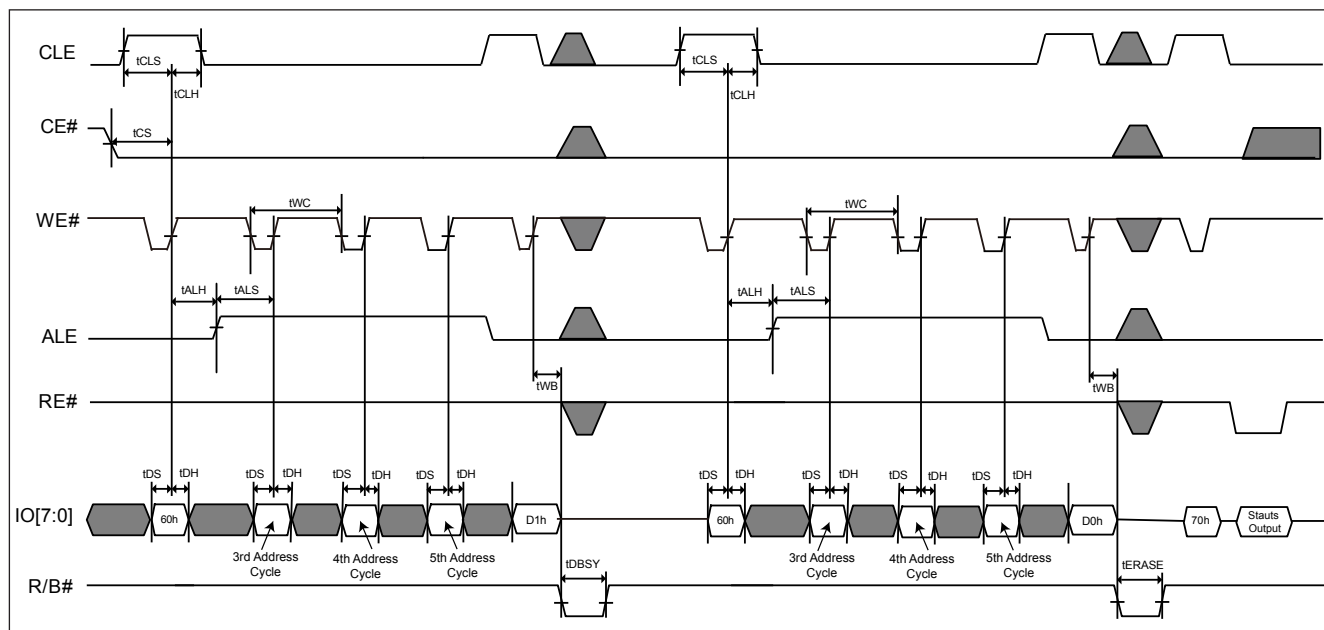 CLE
tCLS
tCLH
tCLS
tCLH
CE#
tCS
WE#
tWC
tWC
tALH
tALS
tALH
tALS
ALE
tWB
tWB
RE#
tDS
tDH
tDS
tDH
tDS
tDH
tDS
tDH
tDS
tDH
tDS
tDH
tDS
tDH
tDS
tDH
IO[7:0]
60h
D1h
60h
D0h
70h
Stauts
Output
3rd Address
Cycle
4th Address
Cycle
5th Address
Cycle
3rd Address
Cycle
4th Address
Cycle
5th Address
Cycle
R/B#
tDBSY
tERASE